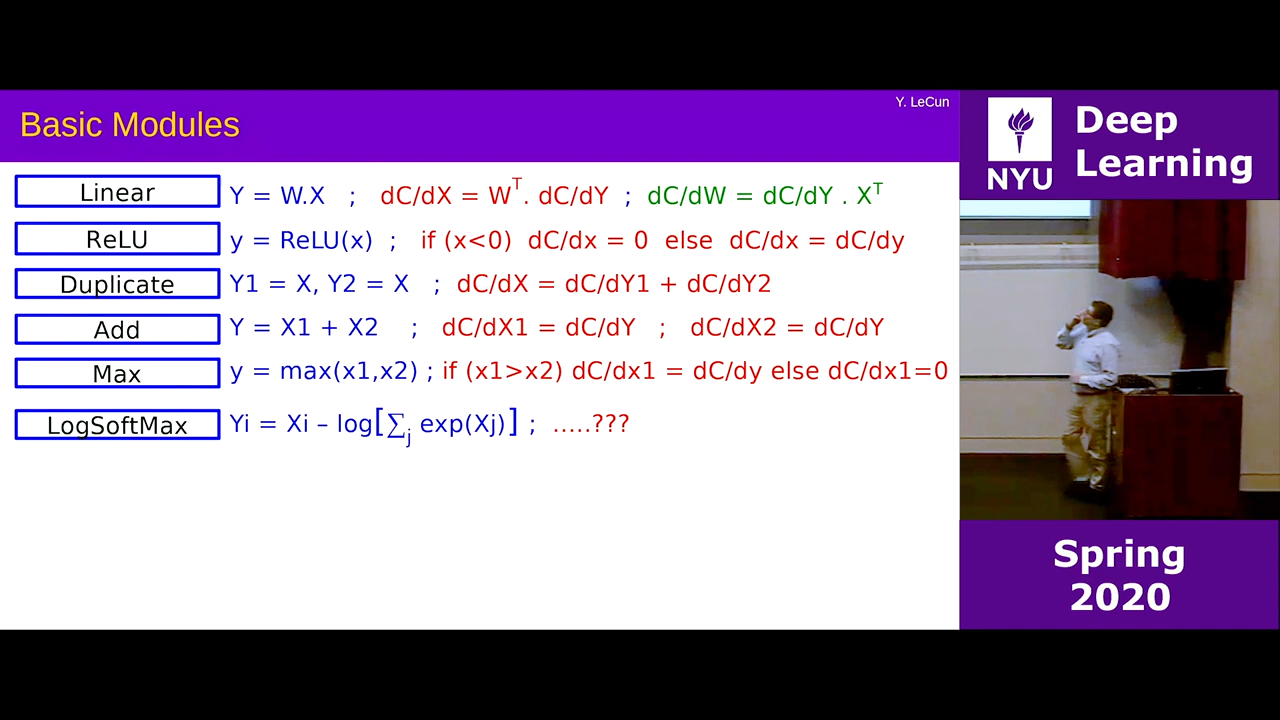 Y. LeCun
Basic Modules
Linear Y = W.X ; dC/dX = Wᵀ. dC/dY ; dC/dW = dC/dY . Xᵀ
ReLU y = ReLU(x) ; if (x<0) dC/dx = 0 else dC/dx = dC/dy
Duplicate Y1 = X, Y2 = X ; dC/dX = dC/dY1 + dC/dY2
Add Y = X1 + X2 ; dC/dX1 = dC/dY ; dC/dX2 = dC/dY
Max y = max(x1,x2) ; if (x1>x2) dC/dx1 = dC/dy else dC/dx1=0
LogSoftMax Yi = Xi – log[∑j exp(Xj)] ; .....???
NYU
Deep
Learning
Spring
2020